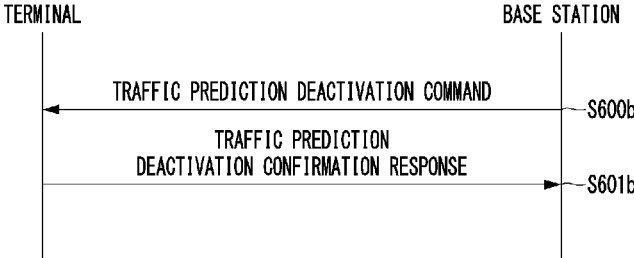 TERMINAL
BASE STATION
TRAFFIC PREDICTION DEACTIVATION COMMAND
S600b
TRAFFIC PREDICTION
DEACTIVATION CONFIRMATION RESPONSE
S601b